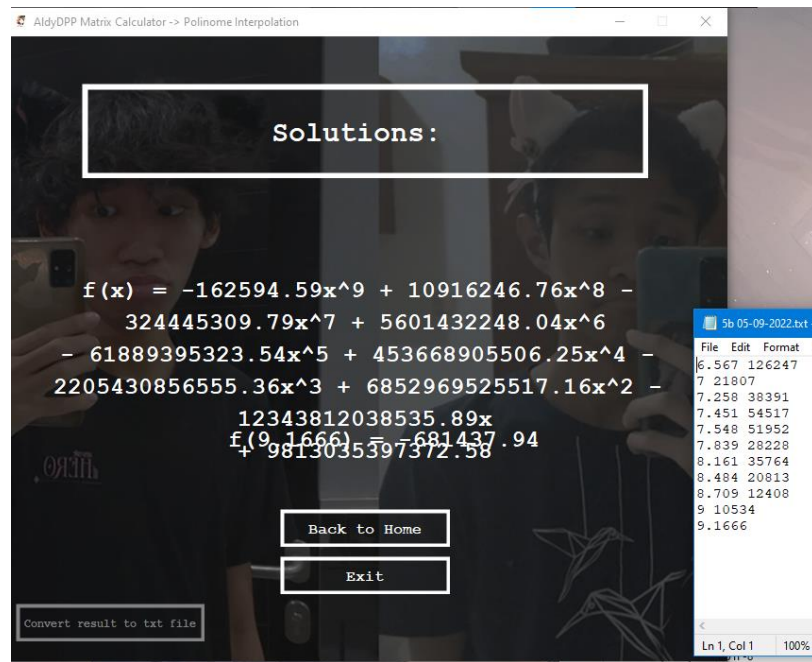 AldyDPP Matrix Calculator -> Polinome Interpolation
Solutions:
f(x) = -162594.59x^9 + 10916246.76x^8 -
324445309.79x^7 + 5601432248.04x^6
- 61889395323.54x^5 + 453668905506.25x^4 -
2205430856555.36x^3 + 6852969525517.16x^2 -
12343812038535.89x
f(9.1666) = -681437.94
+ 9813035397372.58
Back to Home
Exit
Convert result to txt file
5b 05-09-2022.txt
File Edit Format
6.567 126247
7 21807
7.258 38391
7.451 54517
7.548 51952
7.839 28228
8.161 35764
8.484 20813
8.709 12408
9 10534
9.1666
Ln 1, Col 1 100%